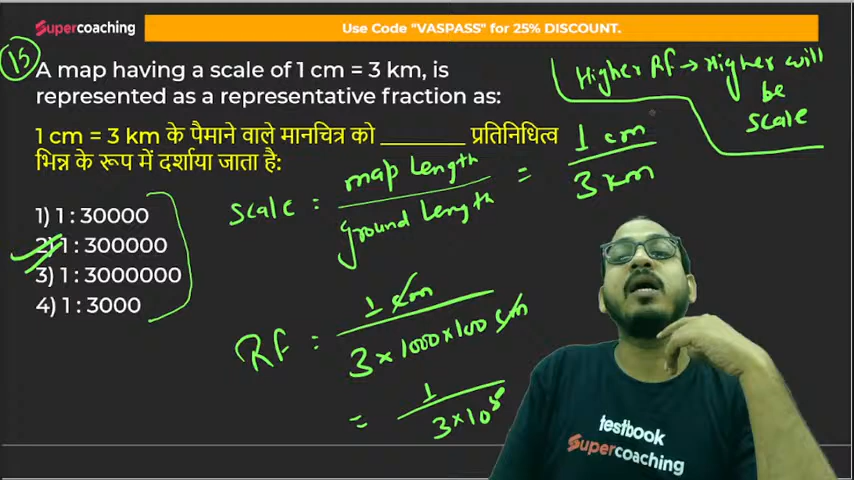 Supercoaching
Use Code "VASPASS" for 25% DISCOUNT.
15
A map having a scale of 1 cm = 3 km, is
represented as a representative fraction as:
1 cm = 3 km के पैमाने वाले मानचित्र को ________ प्रतिनिधित्व
भिन्न के रूप में दर्शाया जाता है:
1) 1 : 30000
2) 1 : 300000
3) 1 : 3000000
4) 1 : 3000
Higher RF → Higher will
be
scale
scale = map length / ground length = 1 cm / 3 km
RF = 1 cm / 3 × 1000 × 100 cm
= 1 / 3 × 10⁵
testbook
Supercoaching